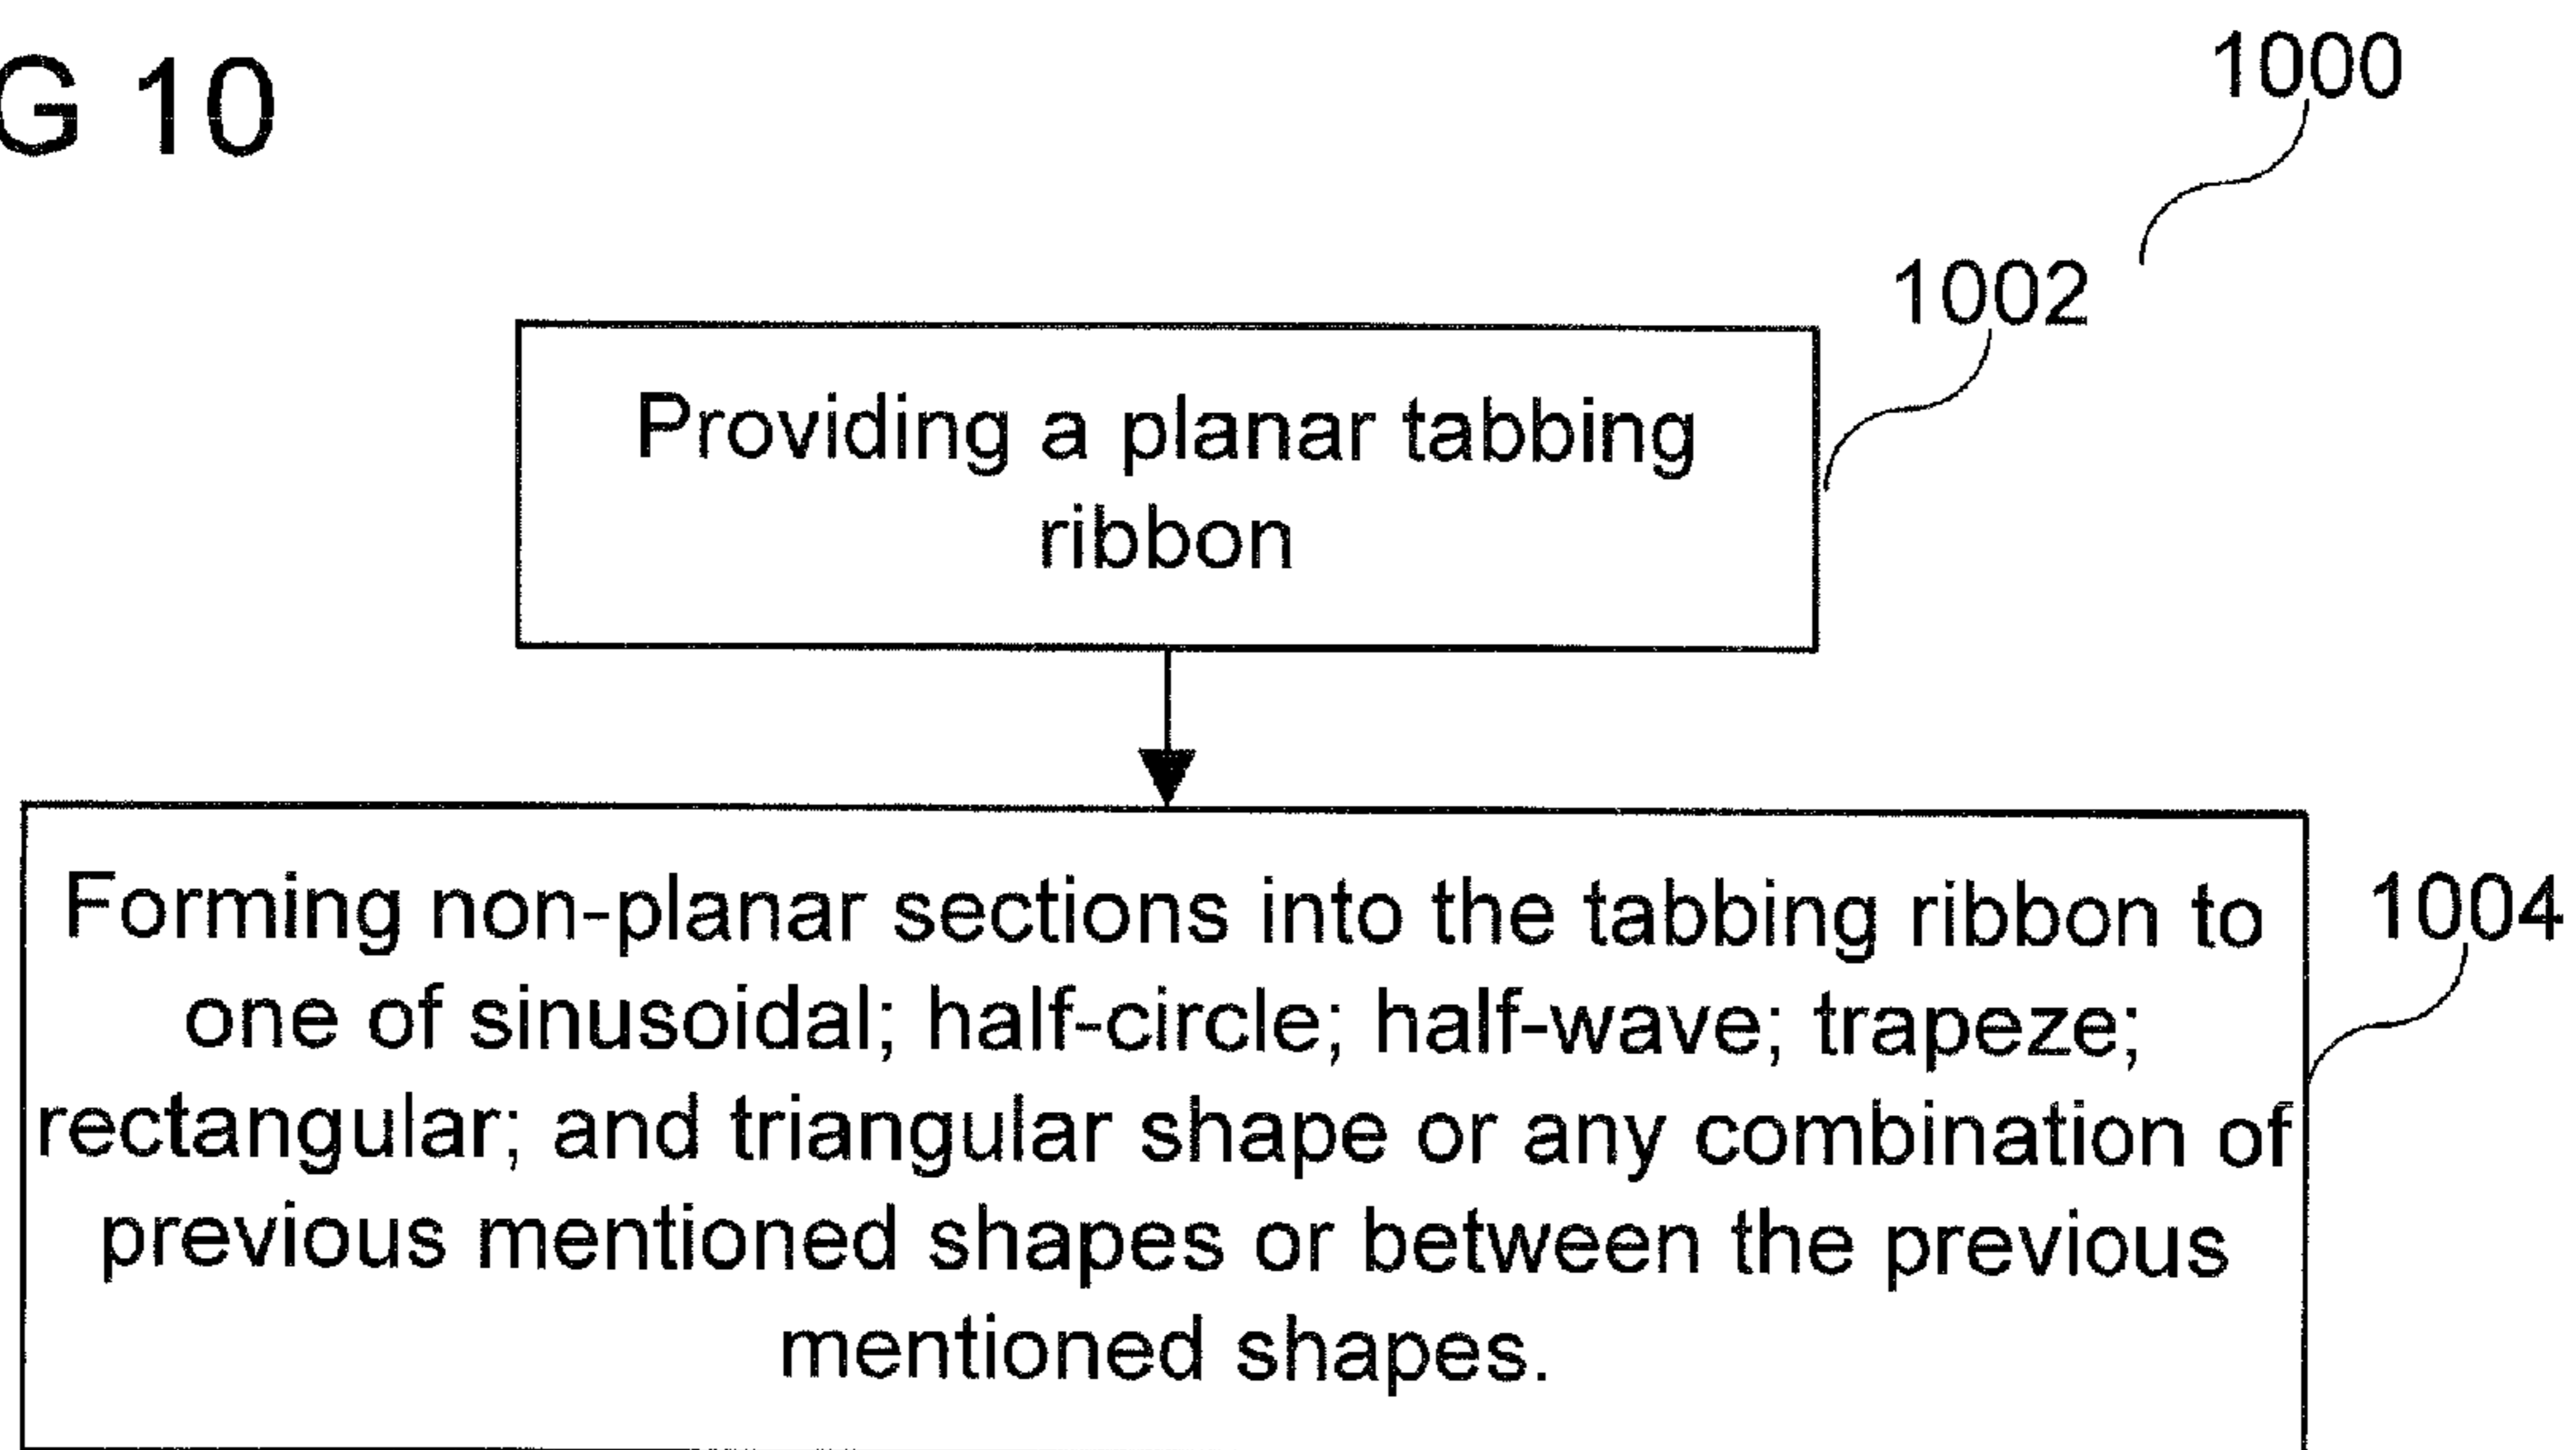 G 10
1000
1002
Providing a planar tabbing
ribbon
1004
Forming non-planar sections into the tabbing ribbon to
one of sinusoidal; half-circle; half-wave; trapeze;
rectangular; and triangular shape or any combination of
previous mentioned shapes or between the previous
mentioned shapes.